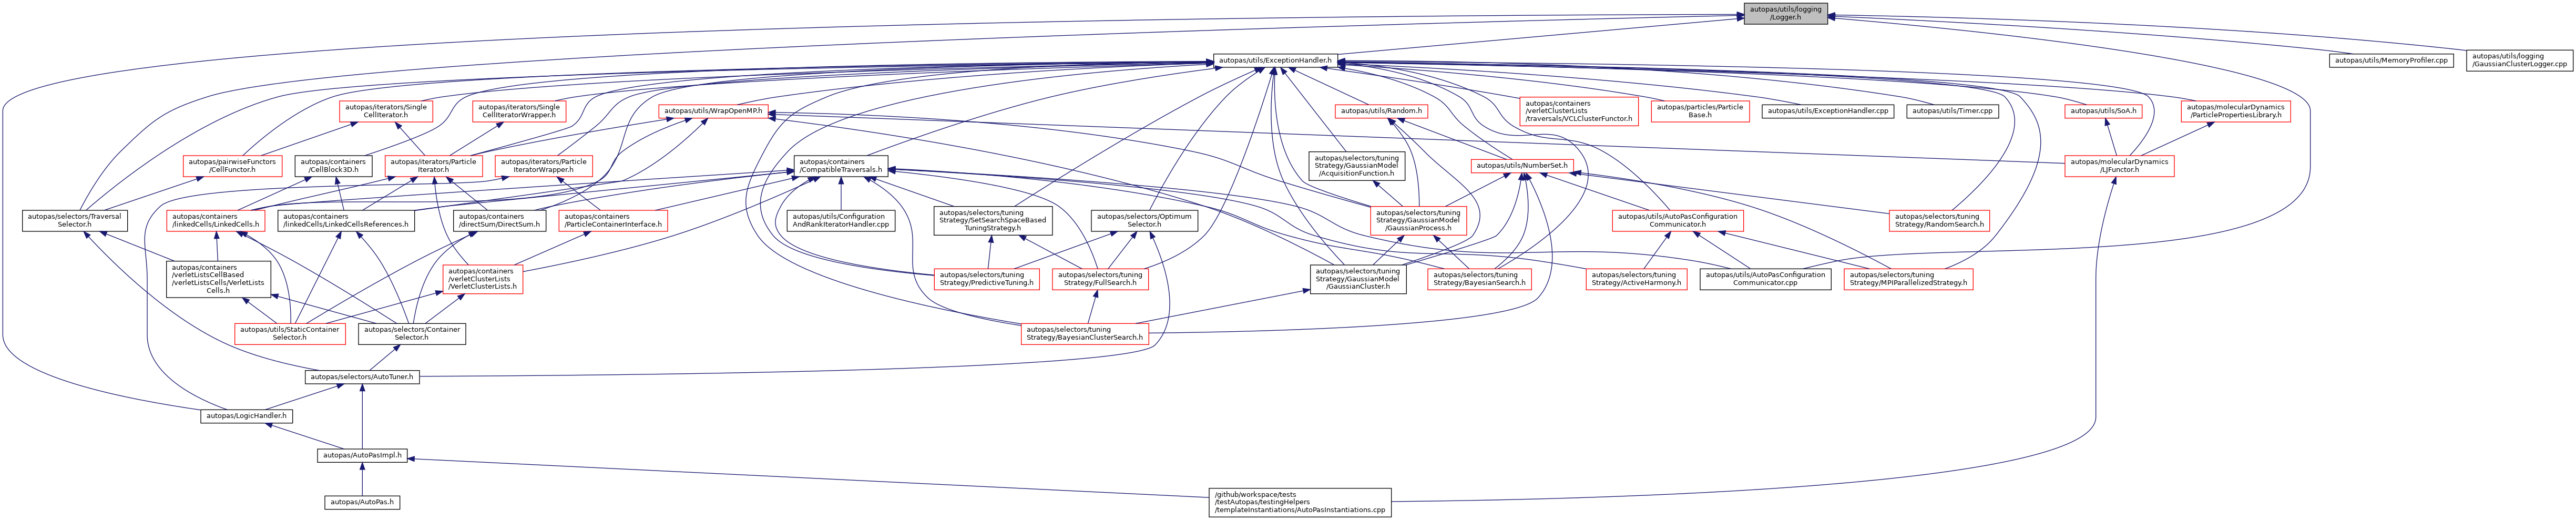 autopas/utils/logging
/Logger.h
autopas/utils/ExceptionHandler.h
autopas/utils/MemoryProfiler.cpp
autopas/utils/logging
/GaussianClusterLogger.cpp
autopas/iterators/Single
CellIterator.h
autopas/iterators/Single
CellIteratorWrapper.h
autopas/utils/WrapOpenMP.h
autopas/utils/Random.h
autopas/containers
/verletClusterLists
/traversals/VCLClusterFunctor.h
autopas/particles/Particle
Base.h
autopas/utils/ExceptionHandler.cpp
autopas/utils/Timer.cpp
autopas/utils/SoA.h
autopas/molecularDynamics
/ParticlePropertiesLibrary.h
autopas/pairwiseFunctors
/CellFunctor.h
autopas/containers
/CellBlock3D.h
autopas/iterators/Particle
Iterator.h
autopas/iterators/Particle
IteratorWrapper.h
autopas/containers
/CompatibleTraversals.h
autopas/selectors/tuning
Strategy/GaussianModel
/AcquisitionFunction.h
autopas/utils/NumberSet.h
autopas/molecularDynamics
/LJFunctor.h
autopas/selectors/Traversal
Selector.h
autopas/containers
/linkedCells/LinkedCells.h
autopas/containers
/linkedCells/LinkedCellsReferences.h
autopas/containers
/directSum/DirectSum.h
autopas/containers
/ParticleContainerInterface.h
autopas/utils/Configuration
AndRankIteratorHandler.cpp
autopas/selectors/tuning
Strategy/SetSearchSpaceBased
TuningStrategy.h
autopas/selectors/Optimum
Selector.h
autopas/selectors/tuning
Strategy/GaussianModel
/GaussianProcess.h
autopas/utils/AutoPasConfiguration
Communicator.h
autopas/selectors/tuning
Strategy/RandomSearch.h
autopas/containers
/verletListsCellBased
/verletListsCells/VerletLists
Cells.h
autopas/containers
/verletClusterLists
/VerletClusterLists.h
autopas/selectors/tuning
Strategy/PredictiveTuning.h
autopas/selectors/tuning
Strategy/FullSearch.h
autopas/selectors/tuning
Strategy/GaussianModel
/GaussianCluster.h
autopas/selectors/tuning
Strategy/BayesianSearch.h
autopas/selectors/tuning
Strategy/ActiveHarmony.h
autopas/utils/AutoPasConfiguration
Communicator.cpp
autopas/selectors/tuning
Strategy/MPIParallelizedStrategy.h
autopas/utils/StaticContainer
Selector.h
autopas/selectors/Container
Selector.h
autopas/selectors/tuning
Strategy/BayesianClusterSearch.h
autopas/selectors/AutoTuner.h
autopas/LogicHandler.h
autopas/AutoPasImpl.h
autopas/AutoPas.h
/github/workspace/tests
/testAutopas/testingHelpers
/templateInstantiations/AutoPasInstantiations.cpp